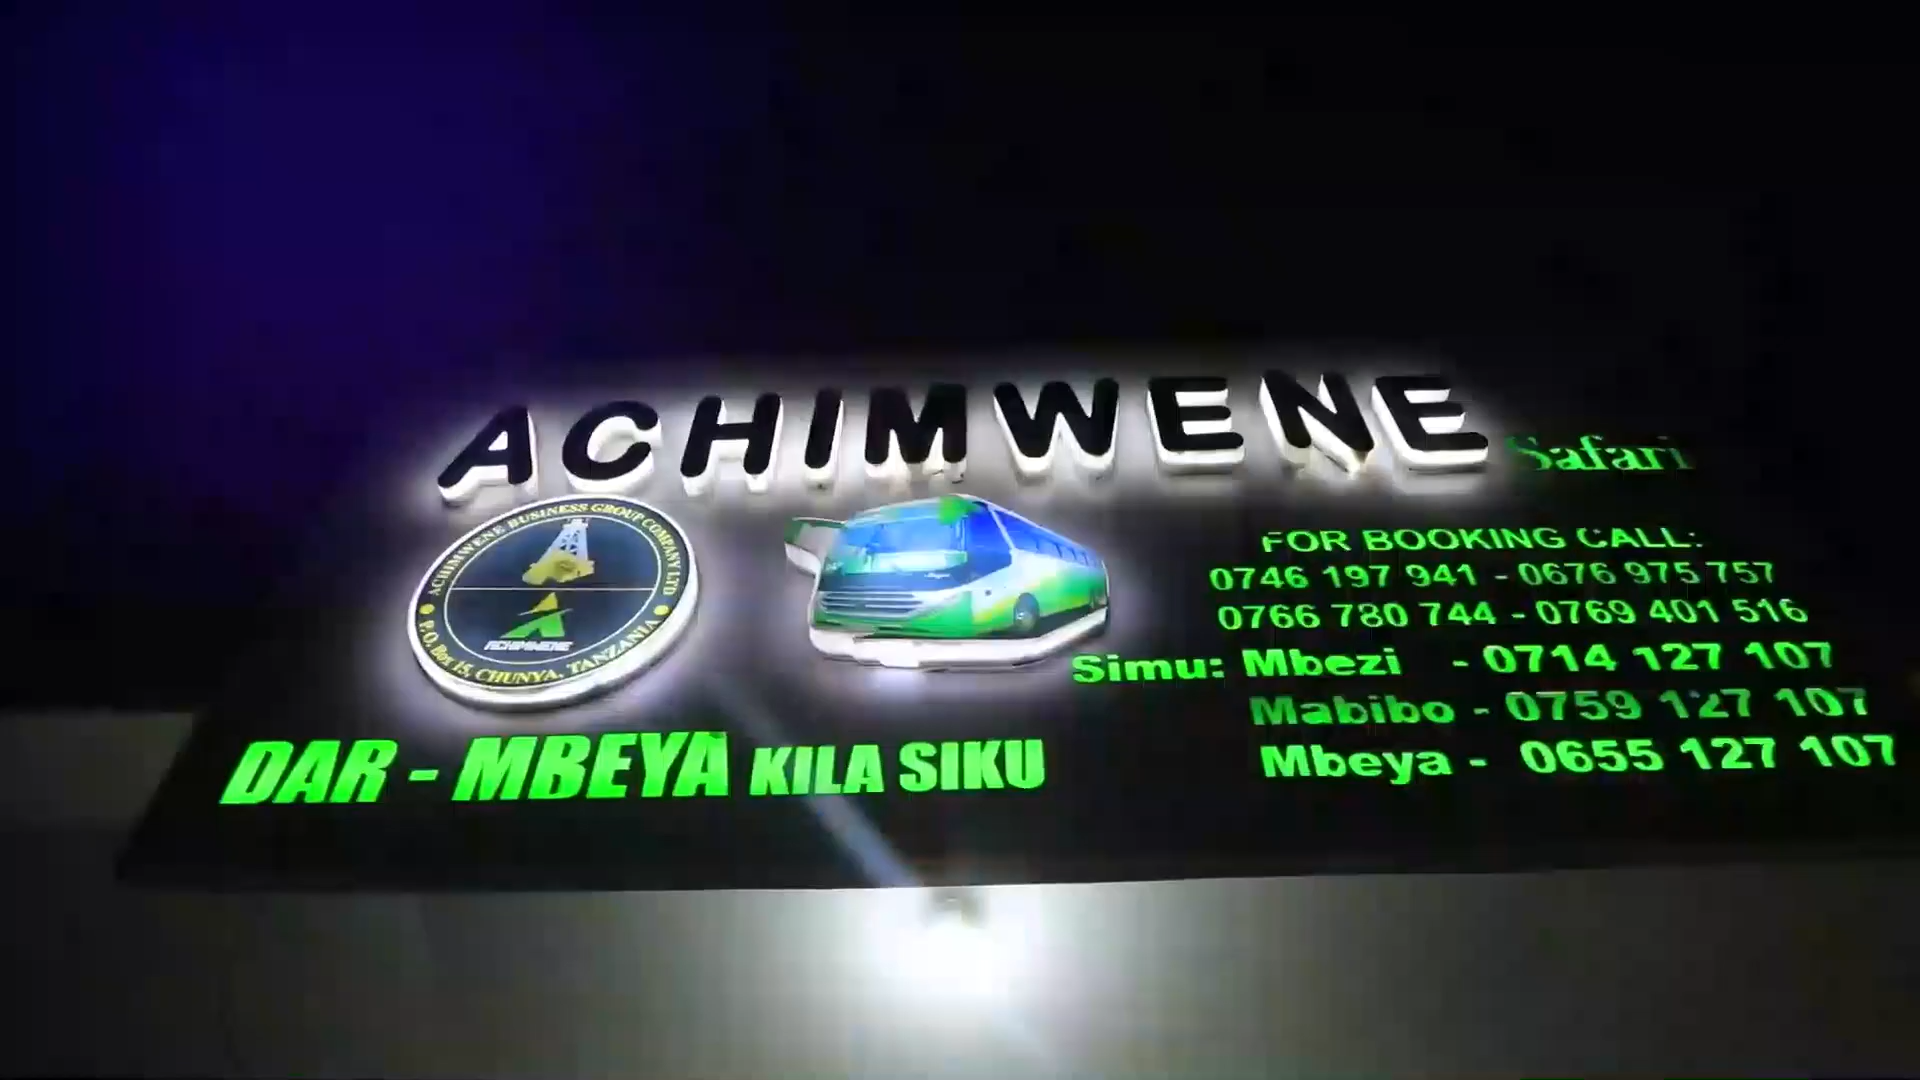 ACHIMWENE
Safari
ACHIMWENE BUSINESS GROUP COMPANY LTD
ACHIMWENE
P.O. Box 15, CHUNYA, TANZANIA
FOR BOOKING CALL:
0746 197 941 - 0676 975 757
0766 780 744 - 0769 401 516
Simu: Mbezi - 0714 127 107
Mabibo - 0759 127 107
Mbeya - 0655 127 107
DAR - MBEYA KILA SIKU